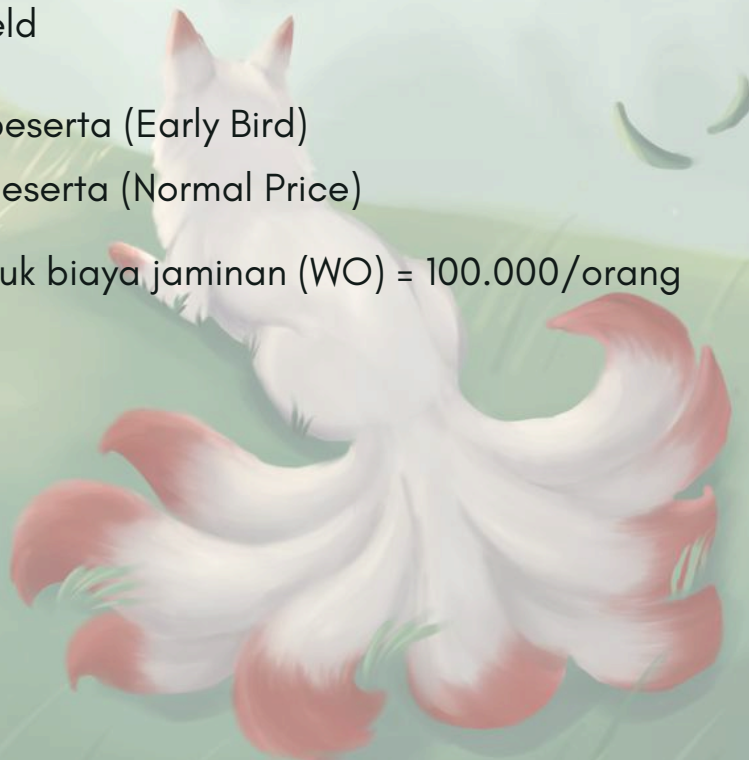 eld
peserta (Early Bird)
eserta (Normal Price)
uk biaya jaminan (WO) = 100.000/orang